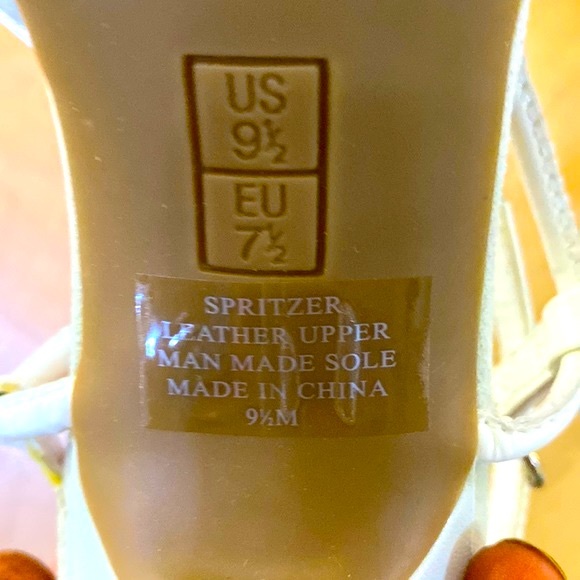 US
9½
EU
7½
SPRITZER
LEATHER UPPER
MAN MADE SOLE
MADE IN CHINA
9½M